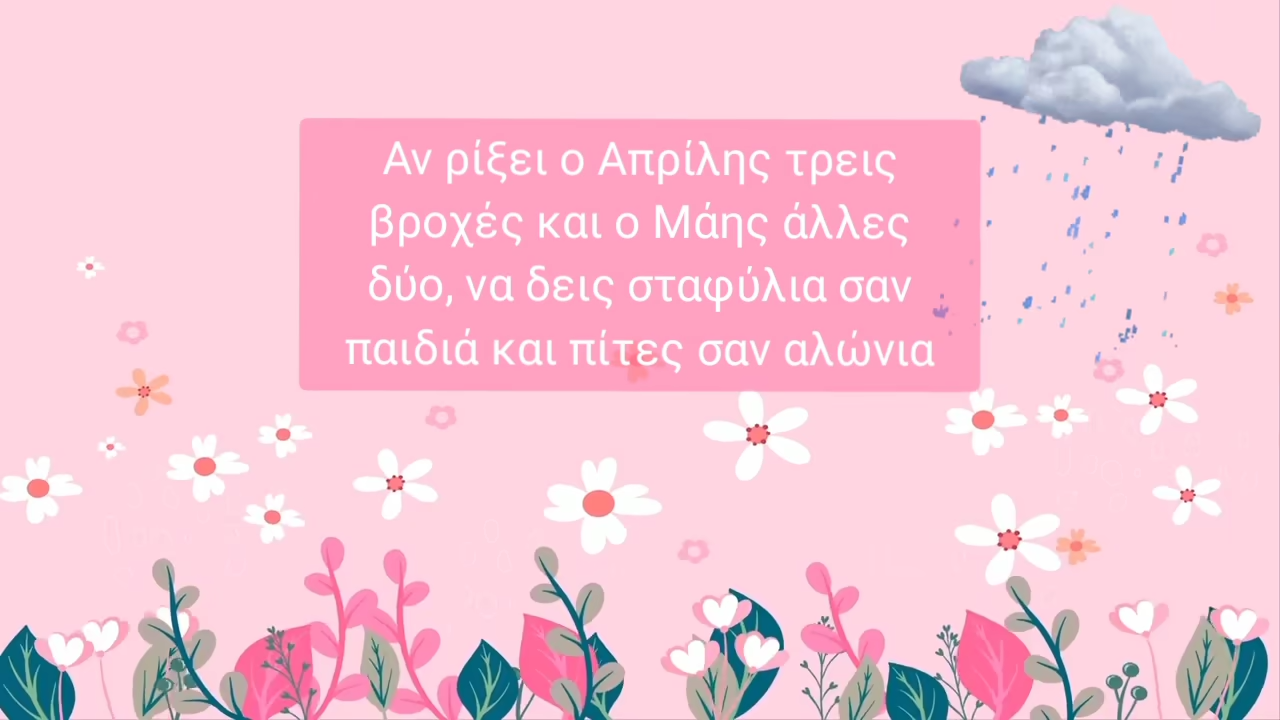 Αν ρίξει ο Απρίλης τρεις
βροχές και ο Μάης άλλες
δύο, να δεις σταφύλια σαν
παιδιά και πίτες σαν αλώνια